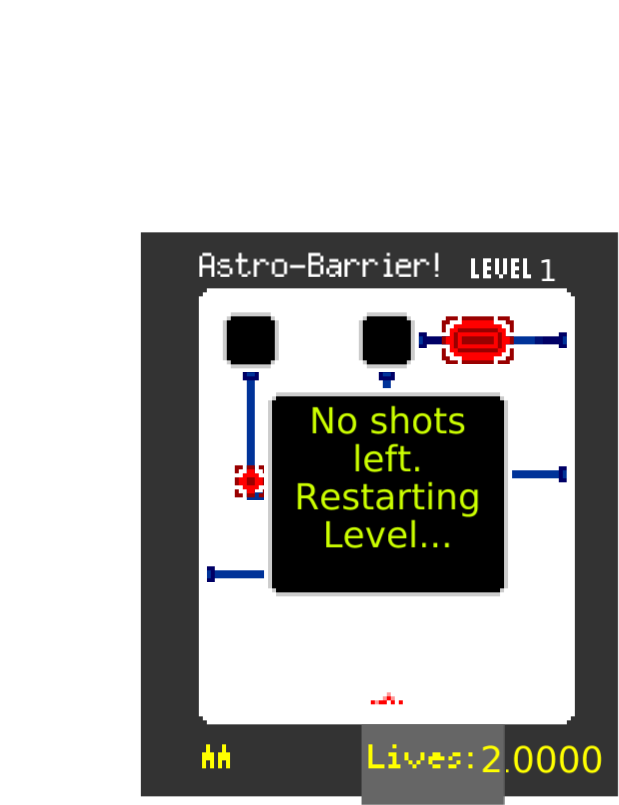 Astro-Barrier! LEVEL 1
No shots
left.
Restarting
Level...
Lives:2.0000